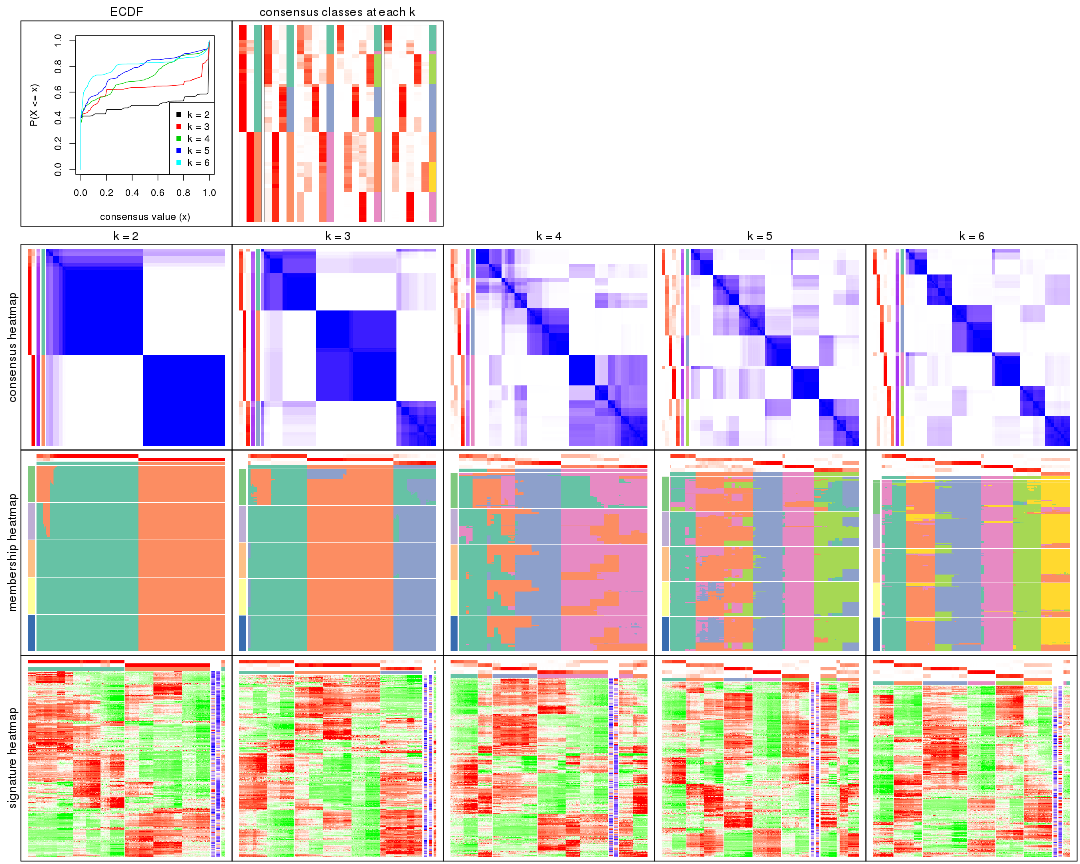 ECDF
consensus classes at each k
P(X <= x)
0.0 0.2 0.4 0.6 0.8 1.0
k = 2
k = 3
k = 4
k = 5
k = 6
0.0 0.2 0.4 0.6 0.8 1.0
consensus value (x)
k = 2 k = 3 k = 4 k = 5 k = 6
consensus heatmap
membership heatmap
signature heatmap